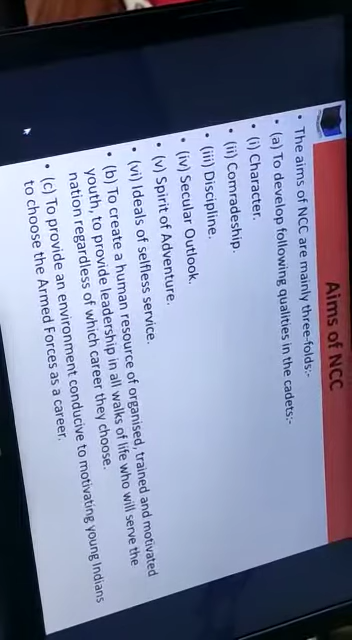 Aims of NCC
• The aims of NCC are mainly three-folds:-
• (a) To develop following qualities in the cadets:-
• (i) Character.
• (ii) Comradeship.
• (iii) Discipline.
• (iv) Secular Outlook.
• (v) Spirit of Adventure.
• (vi) Ideals of selfless service.
• (b) To create a human resource of organised, trained and motivated
youth, to provide leadership in all walks of life who will serve the
nation regardless of which career they choose.
• (c) To provide an environment conducive to motivating young Indians
to choose the Armed Forces as a career.